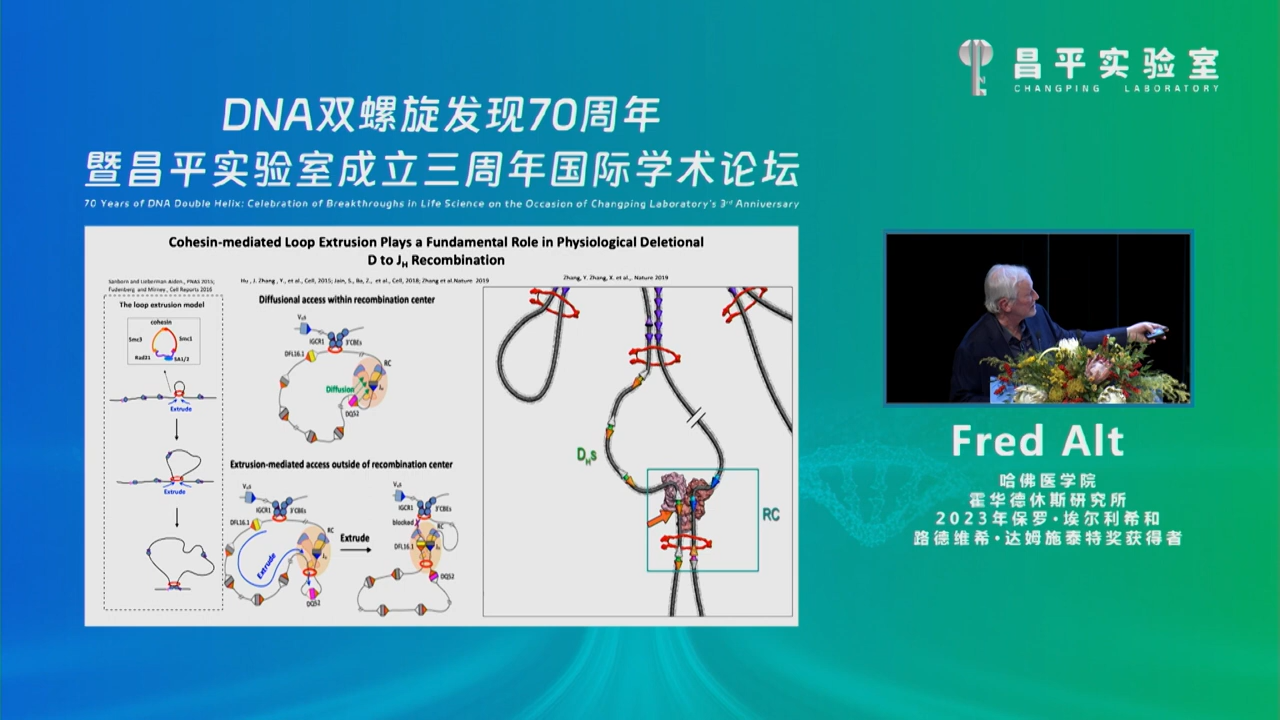 昌平实验室
CHANGPING LABORATORY
DNA双螺旋发现70周年
暨昌平实验室成立三周年国际学术论坛
70 Years of DNA Double Helix: Celebration of Breakthroughs in Life Science on the Occasion of Changping Laboratory's 3rd Anniversary
Cohesin-mediated Loop Extrusion Plays a Fundamental Role in Physiological Deletional
D to JH Recombination
Sanborn and Lieberman Aiden., PNAS 2015;
Fudenberg and Mirney., Cell Reports 2016
The loop extrusion model
cohesin
Smc3
Smc1
Rad21
SA1/2
Extrude
Extrude
Hu , J. Zhang , Y., et al., Cell, 2015; Jain, S., Ba, Z., et al., Cell, 2018; Zhang et al.Nature 2019
Diffusional access within recombination center
IGCR1
3'CBEs
DFL16.1
RC
Diffusion
DQ52
Extrusion-mediated access outside of recombination center
IGCR1
3'CBEs
DFL16.1
RC
Extrude
DQ52
Extrude
IGCR1
3'CBEs
blocked
RC
DFL16.1
DQ52
Zhang, Y. Zhang, X. et al., Nature 2019
DHs
RC
Fred Alt
哈佛医学院
霍华德休斯研究所
2023年保罗·埃尔利希和
路德维希·达姆施泰特奖获得者